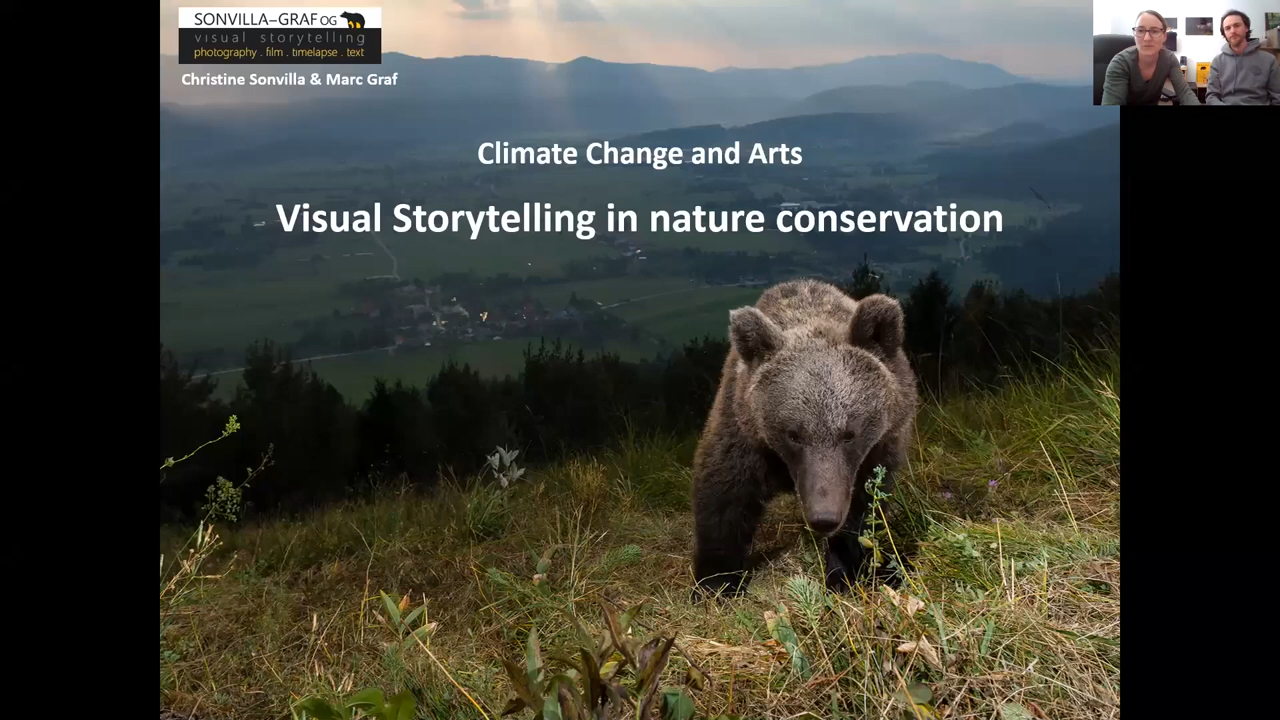 SONVILLA–GRAF OG
visual storytelling
photography . film . timelapse . text
Christine Sonvilla & Marc Graf
Climate Change and Arts
Visual Storytelling in nature conservation